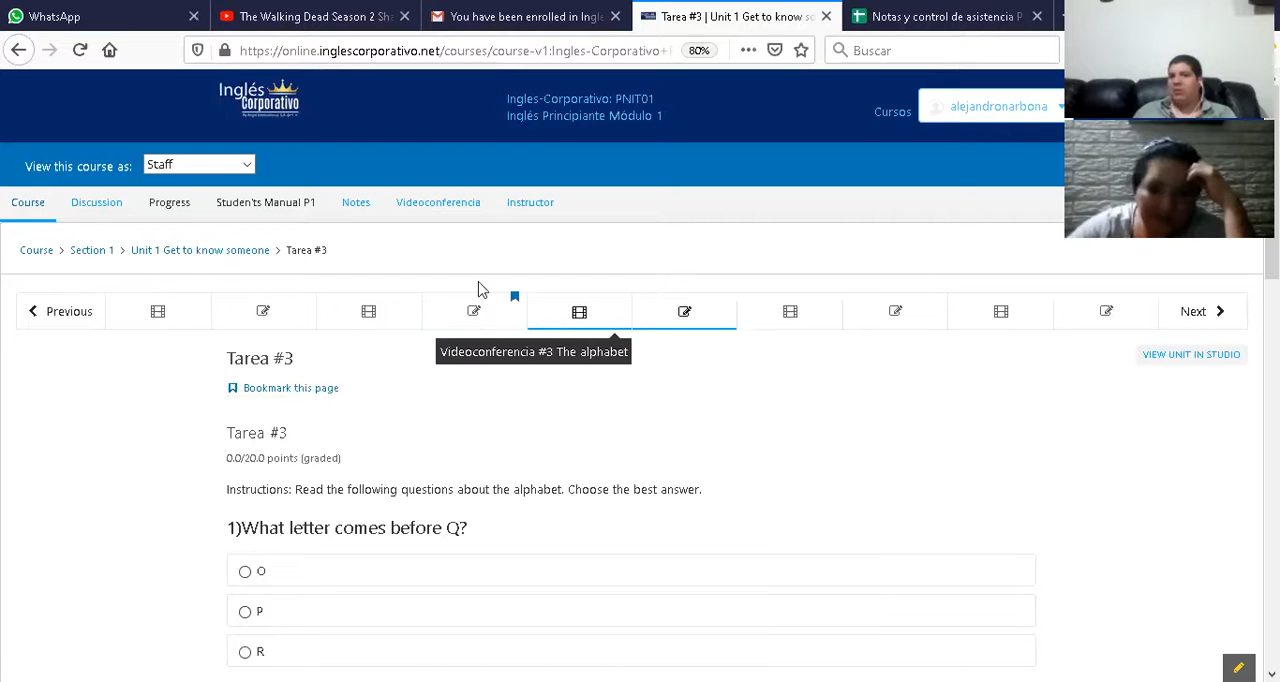 WhatsApp
The Walking Dead Season 2 Sh
You have been enrolled in Ingle
Tarea #3 | Unit 1 Get to know s
Notas y control de asistencia P
https://online.inglescorporativo.net/courses/course-v1:Ingles-Corporativo+
80%
Buscar
Inglés
Corporativo
Ingles-Corporativo: PNIT01
Inglés Principiante Módulo 1
Cursos
alejandronarbona
View this course as:
Staff
Course
Discussion
Progress
Studen'ts Manual P1
Notes
Videoconferencia
Instructor
Course > Section 1 > Unit 1 Get to know someone > Tarea #3
Previous
Next
Videoconferencia #3 The alphabet
Tarea #3
VIEW UNIT IN STUDIO
Bookmark this page
Tarea #3
0.0/20.0 points (graded)
Instructions: Read the following questions about the alphabet. Choose the best answer.
1)What letter comes before Q?
O
P
R